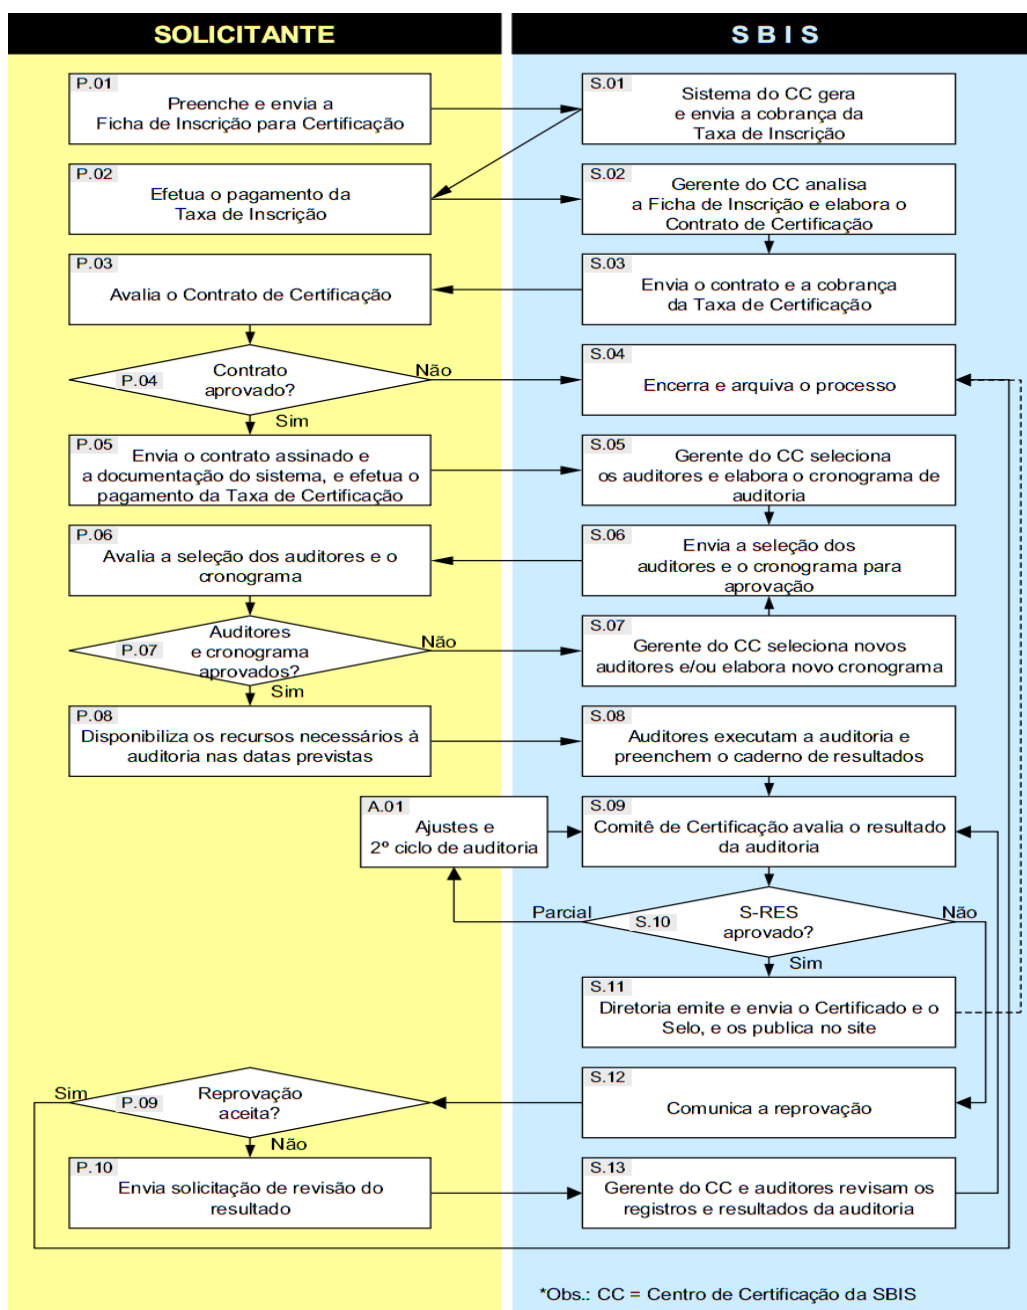 SOLICITANTE
SBIS
P.01
Preenche e envia a
Ficha de Inscrição para Certificação
S.01
Sistema do CC gera
e envia a cobrança da
Taxa de Inscrição
P.02
Efetua o pagamento da
Taxa de Inscrição
S.02
Gerente do CC analisa
a Ficha de Inscrição e elabora o
Contrato de Certificação
P.03
Avalia o Contrato de Certificação
S.03
Envia o contrato e a cobrança
da Taxa de Certificação
P.04
Contrato
aprovado?
Não
Sim
S.04
Encerra e arquiva o processo
P.05
Envia o contrato assinado e
a documentação do sistema, e efetua o
pagamento da Taxa de Certificação
S.05
Gerente do CC seleciona
os auditores e elabora o cronograma de
auditoria
P.06
Avalia a seleção dos auditores e o
cronograma
S.06
Envia a seleção dos
auditores e o cronograma para
aprovação
P.07
Auditores
e cronograma
aprovados?
Não
Sim
S.07
Gerente do CC seleciona novos
auditores e/ou elabora novo cronograma
P.08
Disponibiliza os recursos necessários à
auditoria nas datas previstas
S.08
Auditores executam a auditoria e
preenchem o caderno de resultados
A.01
Ajustes e
2º ciclo de auditoria
S.09
Comitê de Certificação avalia o resultado
da auditoria
Parcial
S.10
S-RES
aprovado?
Não
Sim
S.11
Diretoria emite e envia o Certificado e o
Selo, e os publica no site
Sim
P.09
Reprovação
aceita?
Não
S.12
Comunica a reprovação
P.10
Envia solicitação de revisão do
resultado
S.13
Gerente do CC e auditores revisam os
registros e resultados da auditoria
*Obs.: CC = Centro de Certificação da SBIS